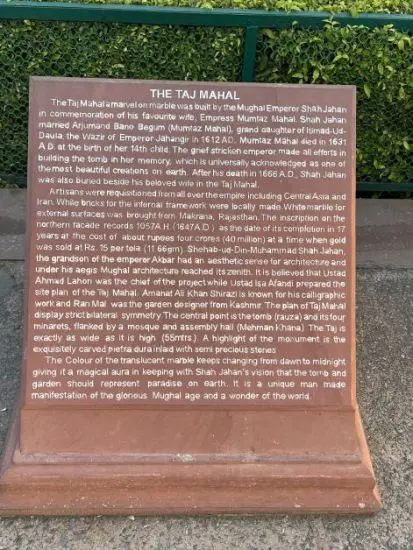 THE TAJ MAHAL
The Taj Mahal a marvel on marble was built by the Mughal Emperor Shah Jahan
in commemoration of his favourite wife, Empress Mumtaz Mahal. Shah Jahan
married Arjumand Bano Begum (Mumtaz Mahal), grand daughter of Itimad-Ud-
Daula, the Wazir of Emperor Jahangir in 1612 AD. Mumtaz Mahal died in 1631
A.D. at the birth of her 14th child. The grief stricken emperor made all efforts in
building the tomb in her memory, which is universally acknowledged as one of
the most beautiful creations on earth. After his death in 1666 A.D., Shah Jahan
was also buried beside his beloved wife in the Taj Mahal.
Artisans were requisitioned from all over the empire including Central Asia and
Iran. While bricks for the internal framework were locally made. White marble for
external surfaces was brought from Makrana, Rajasthan. The inscription on the
northern facade records 1057A.H. (1647A.D.) as the date of its completion in 17
years at the cost of about rupees four crores (40 million) at a time when gold
was sold at Rs. 15 per tola (11.66gm). Shehab-ud-Din-Muhammad Shah Jahan,
the grandson of the emperor Akbar had an aesthetic sense for architecture and
under his aegis Mughal architecture reached its zenith. It is believed that Ustad
Ahmad Lahori was the chief of the project while Ustad Isa Afandi prepared the
site plan of the Taj Mahal. Amanat Ali Khan Shirazi is known for his calligraphic
work and Ran Mal was the garden designer from Kashmir. The plan of Taj Mahal
display strict bilateral symmetry. The central point is the tomb (rauza) and its four
minarets, flanked by a mosque and assembly hall (Mehman Khana). The Taj is
exactly as wide as it is high (55mtrs.). A highlight of the monument is the
exquisitely carved pietra dura inlaid with semi precious stones.
The Colour of the translucent marble keeps changing from dawn to midnight
giving it a magical aura in keeping with Shah Jahan's vision that the tomb and
garden should represent paradise on earth. It is a unique man made
manifestation of the glorious Mughal age and a wonder of the world.